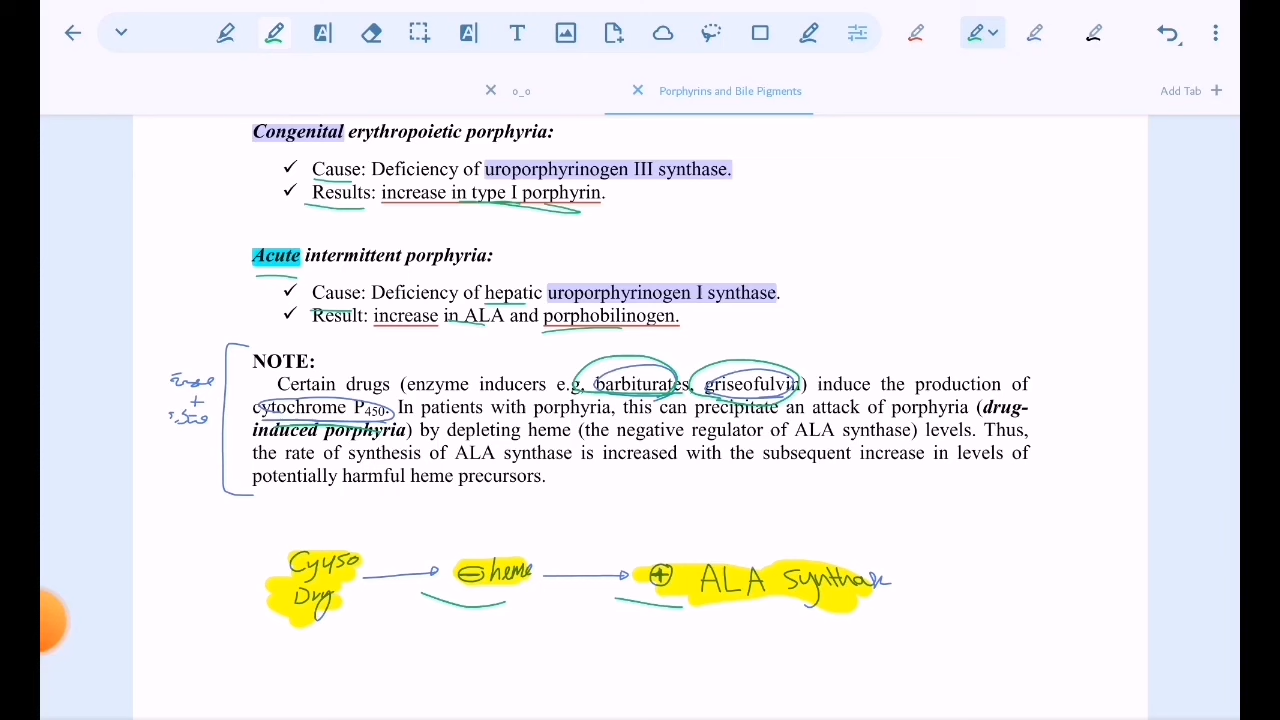 o_o
Porphyrins and Bile Pigments
Add Tab
Congenital erythropoietic porphyria:
✓ Cause: Deficiency of uroporphyrinogen III synthase.
✓ Results: increase in type I porphyrin.
Acute intermittent porphyria:
✓ Cause: Deficiency of hepatic uroporphyrinogen I synthase.
✓ Result: increase in ALA and porphobilinogen.
NOTE:
Certain drugs (enzyme inducers e.g, barbiturates, griseofulvin) induce the production of
cytochrome P450. In patients with porphyria, this can precipitate an attack of porphyria (drug-
induced porphyria) by depleting heme (the negative regulator of ALA synthase) levels. Thus,
the rate of synthesis of ALA synthase is increased with the subsequent increase in levels of
potentially harmful heme precursors.
Cy450 → ⊖ heme → ⊕ ALA synthase
Drug